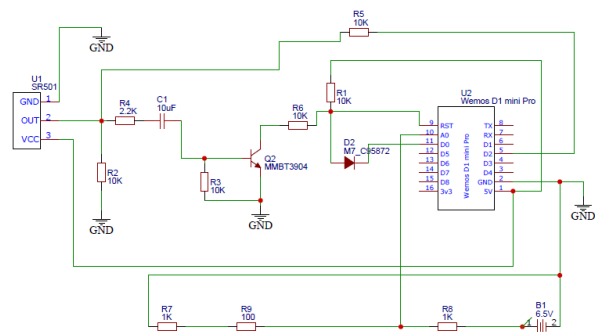 R5
10K
GND
U1
SR501
GND 1
OUT 2
VCC 3
R4
2.2K
C1
10uF
R6
10K
R1
10K
U2
Wemos D1 mini Pro
9 RST TX 8
10 A0 RX 7
11 D0 D1 6
12 D5 D2 5
13 D6 D3 4
14 D7 D4 3
15 D8 GND 2
16 3v3 5V 1
Wemos D1 mini Pro
D2
M7_C95872
Q2
MMBT3904
R2
10K
R3
10K
GND
GND
GND
R7
1K
R9
100
R8
1K
B1
6.5V
1 2